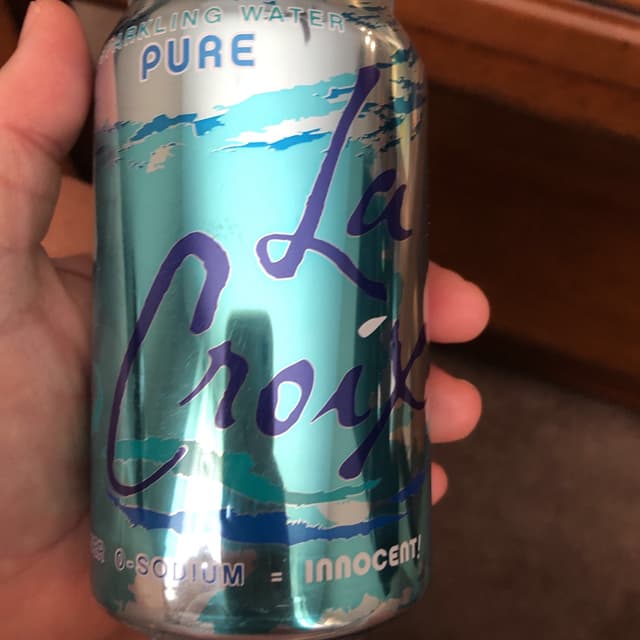 SPARKLING WATER
PURE
La
Croix
0-SODIUM = INNOCENT!